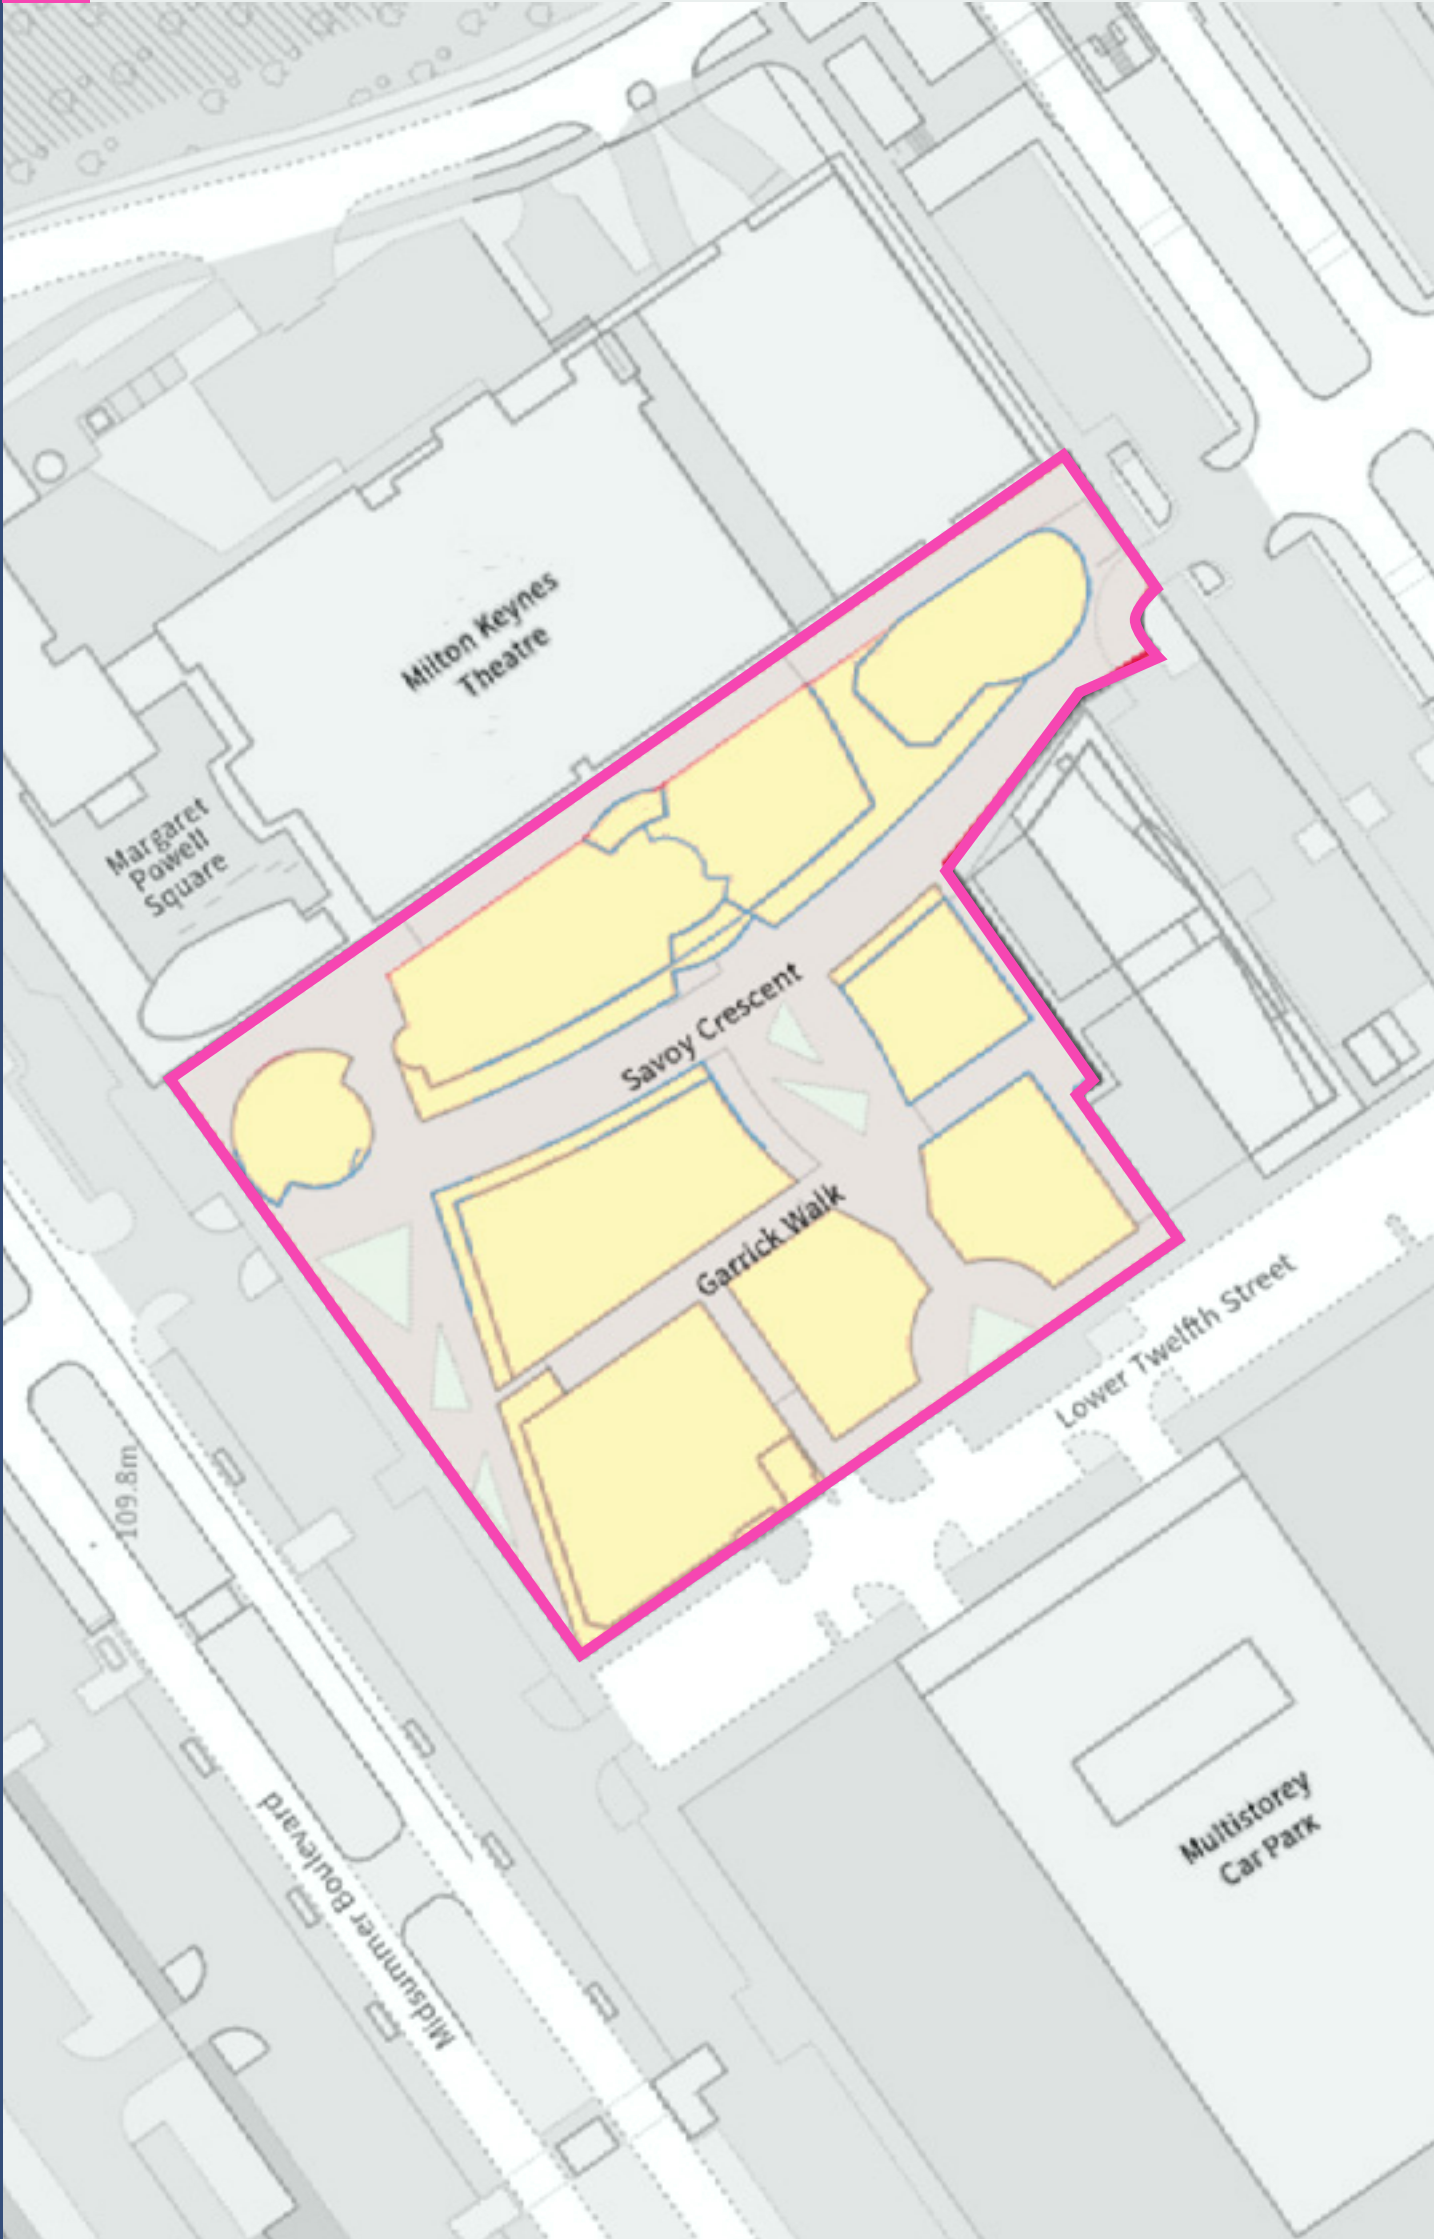 Milton Keynes
Theatre
Margaret
Powell
Square
Savoy Crescent
Garrick Walk
Lower Twelfth Street
109.8m
Multistorey
Car Park
Midsummer Boulevard